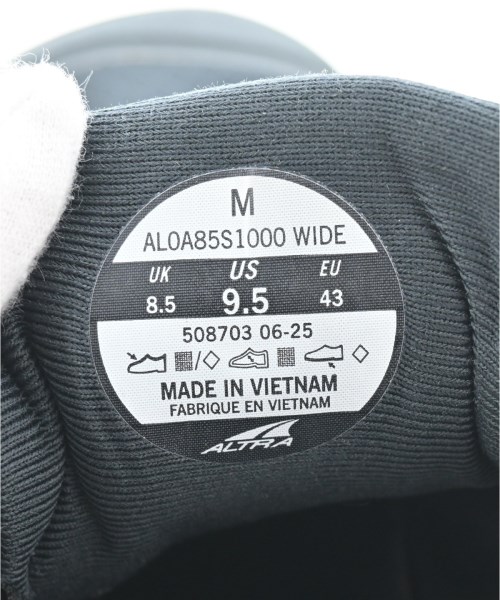 M
AL0A85S1000 WIDE
UK US EU
8.5 9.5 43
508703 06-25
/
MADE IN VIETNAM
FABRIQUE EN VIETNAM
ALTRA